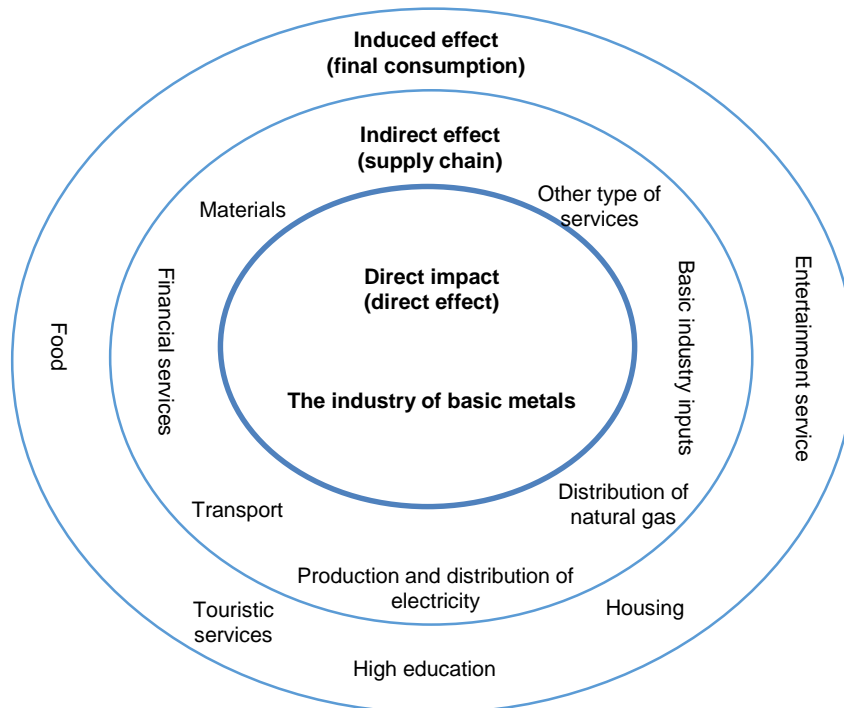 Induced effect
(final consumption)
Indirect effect
(supply chain)
Materials
Other type of
services
Direct impact
(direct effect)
Financial services
Basic industry inputs
Food
Entertainment service
The industry of basic metals
Transport
Distribution of
natural gas
Production and distribution of
electricity
Touristic
services
Housing
High education